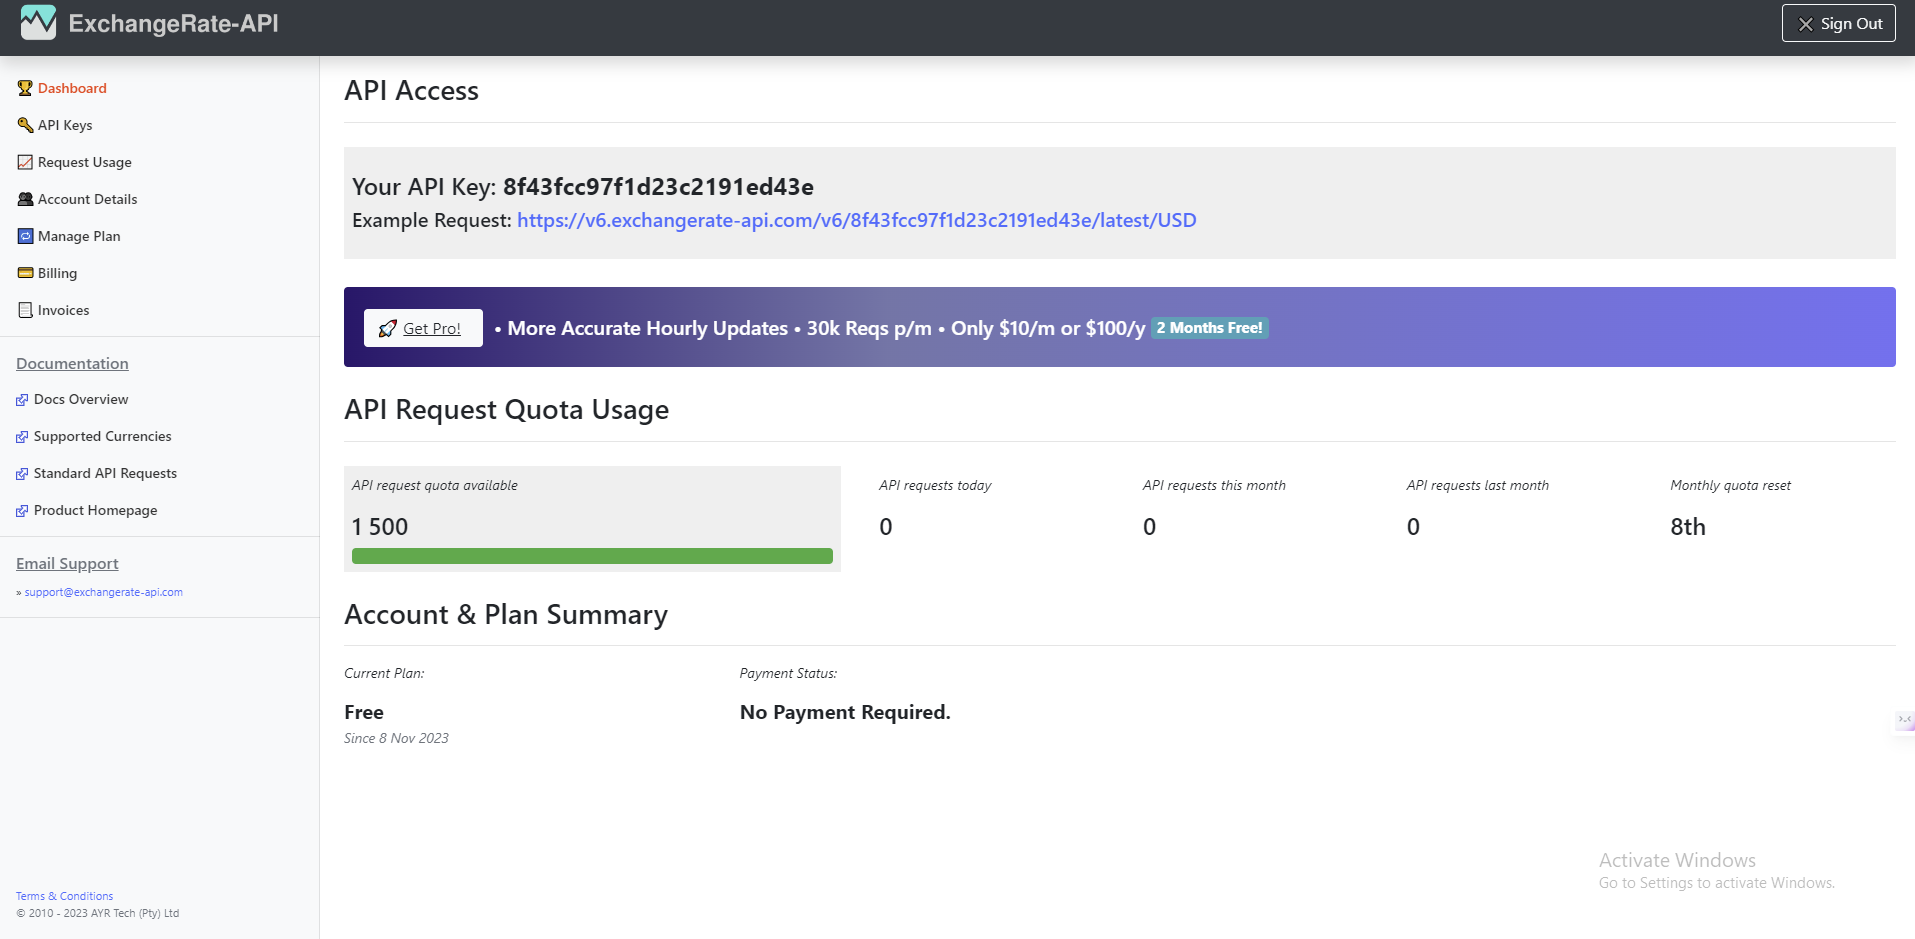 ExchangeRate-API
Sign Out
Dashboard
API Keys
Request Usage
Account Details
Manage Plan
Billing
Invoices
Documentation
Docs Overview
Supported Currencies
Standard API Requests
Product Homepage
Email Support
» support@exchangerate-api.com
Terms & Conditions
© 2010 - 2023 AYR Tech (Pty) Ltd
API Access
Your API Key: 8f43fcc97f1d23c2191ed43e
Example Request: https://v6.exchangerate-api.com/v6/8f43fcc97f1d23c2191ed43e/latest/USD
Get Pro! • More Accurate Hourly Updates • 30k Reqs p/m • Only $10/m or $100/y 2 Months Free!
API Request Quota Usage
API request quota available
1 500
API requests today
0
API requests this month
0
API requests last month
0
Monthly quota reset
8th
Account & Plan Summary
Current Plan:
Free
Since 8 Nov 2023
Payment Status:
No Payment Required.
Activate Windows
Go to Settings to activate Windows.